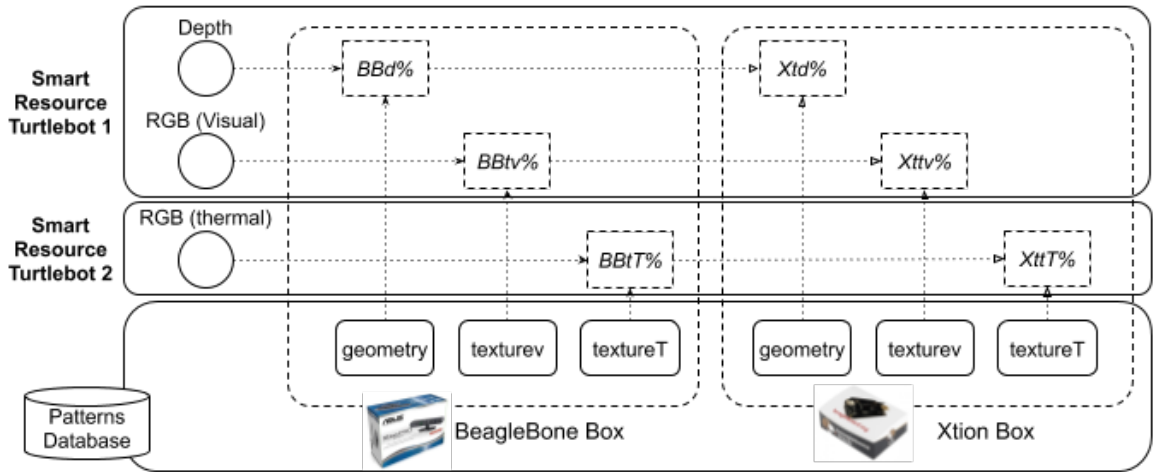 Depth
BBd%
Xtd%
Smart
Resource
Turtlebot 1
RGB (Visual)
BBtv%
Xttv%
RGB (thermal)
Smart
Resource
Turtlebot 2
BBtT%
XttT%
geometry
texturev
textureT
geometry
texturev
textureT
Patterns
Database
ASUS
BeagleBone Box
Xtion Box